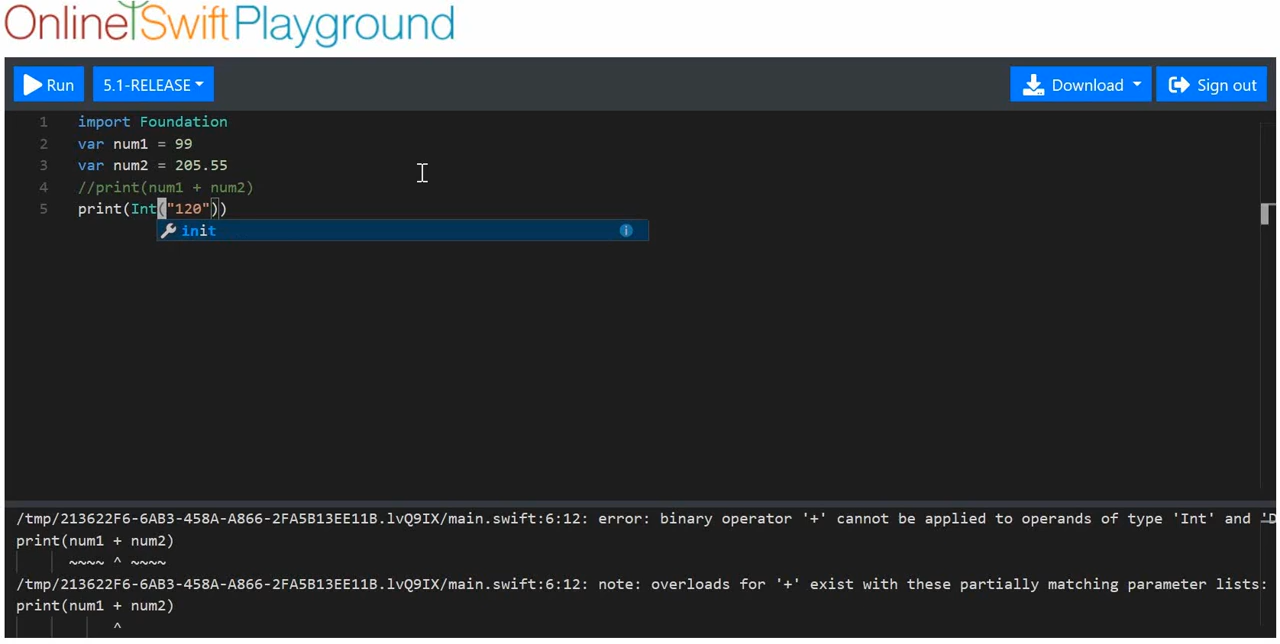 OnlineSwiftPlayground
Run
5.1-RELEASE
Download
Sign out
1 import Foundation
2 var num1 = 99
3 var num2 = 205.55
4 //print(num1 + num2)
5 print(Int("120"))
init
/tmp/213622F6-6AB3-458A-A866-2FA5B13EE11B.lvQ9IX/main.swift:6:12: error: binary operator '+' cannot be applied to operands of type 'Int' and 'D
print(num1 + num2)
~~~~ ^ ~~~~
/tmp/213622F6-6AB3-458A-A866-2FA5B13EE11B.lvQ9IX/main.swift:6:12: note: overloads for '+' exist with these partially matching parameter lists:
print(num1 + num2)
^